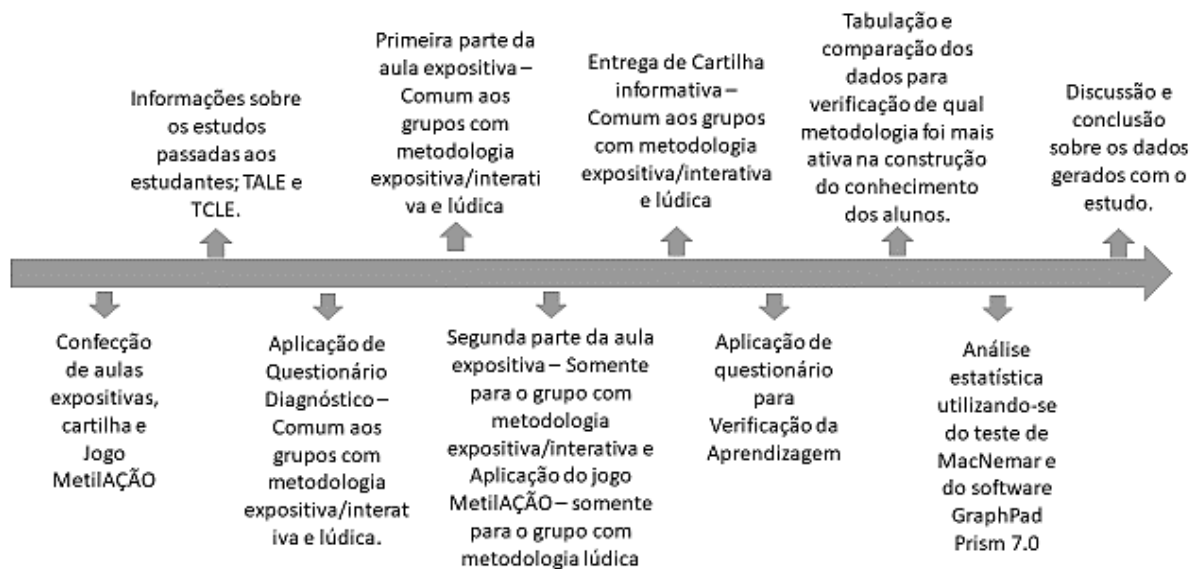 Informações sobre
os estudos
passadas aos
estudantes; TALE e
TCLE.
Primeira parte da
aula expositiva –
Comum aos
grupos com
metodologia
expositiva/interati
va e lúdica
Entrega de Cartilha
informativa –
Comum aos grupos
com metodologia
expositiva/interativa
e lúdica
Tabulação e
comparação dos
dados para
verificação de qual
metodologia foi mais
ativa na construção
do conhecimento
dos alunos.
Discussão e
conclusão
sobre os dados
gerados com o
estudo.
Confecção
de aulas
expositivas,
cartilha e
Jogo
MetilAÇÃO
Aplicação de
Questionário
Diagnóstico –
Comum aos
grupos com
metodologia
expositiva/interat
iva e lúdica.
Segunda parte da aula
expositiva – Somente
para o grupo com
metodologia
expositiva/interativa e
Aplicação do jogo
MetilAÇÃO – somente
para o grupo com
metodologia lúdica
Aplicação de
questionário
para
Verificação da
Aprendizagem
Análise
estatística
utilizando-se
do teste de
MacNemar e
do software
GraphPad
Prism 7.0